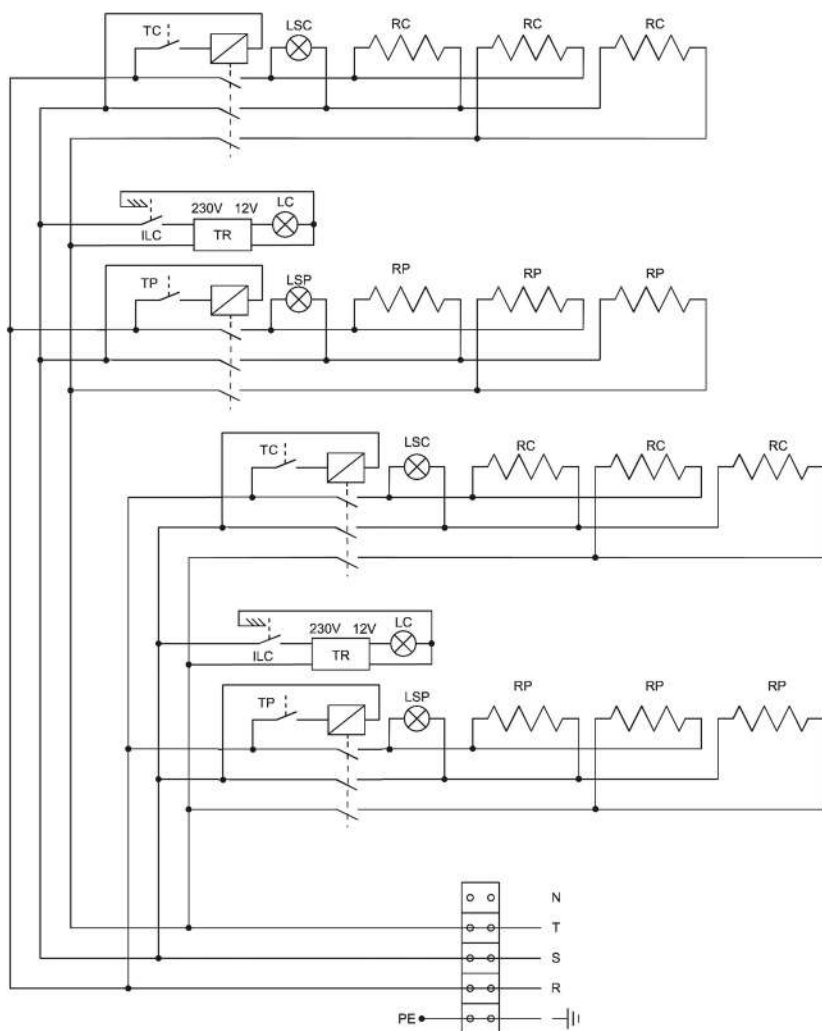 TC LSC RC RC RC
230V 12V LC
ILC TR
TP LSP RP RP RP
TC LSC RC RC RC
230V 12V LC
ILC TR
TP LSP RP RP RP
N
T
S
R
PE